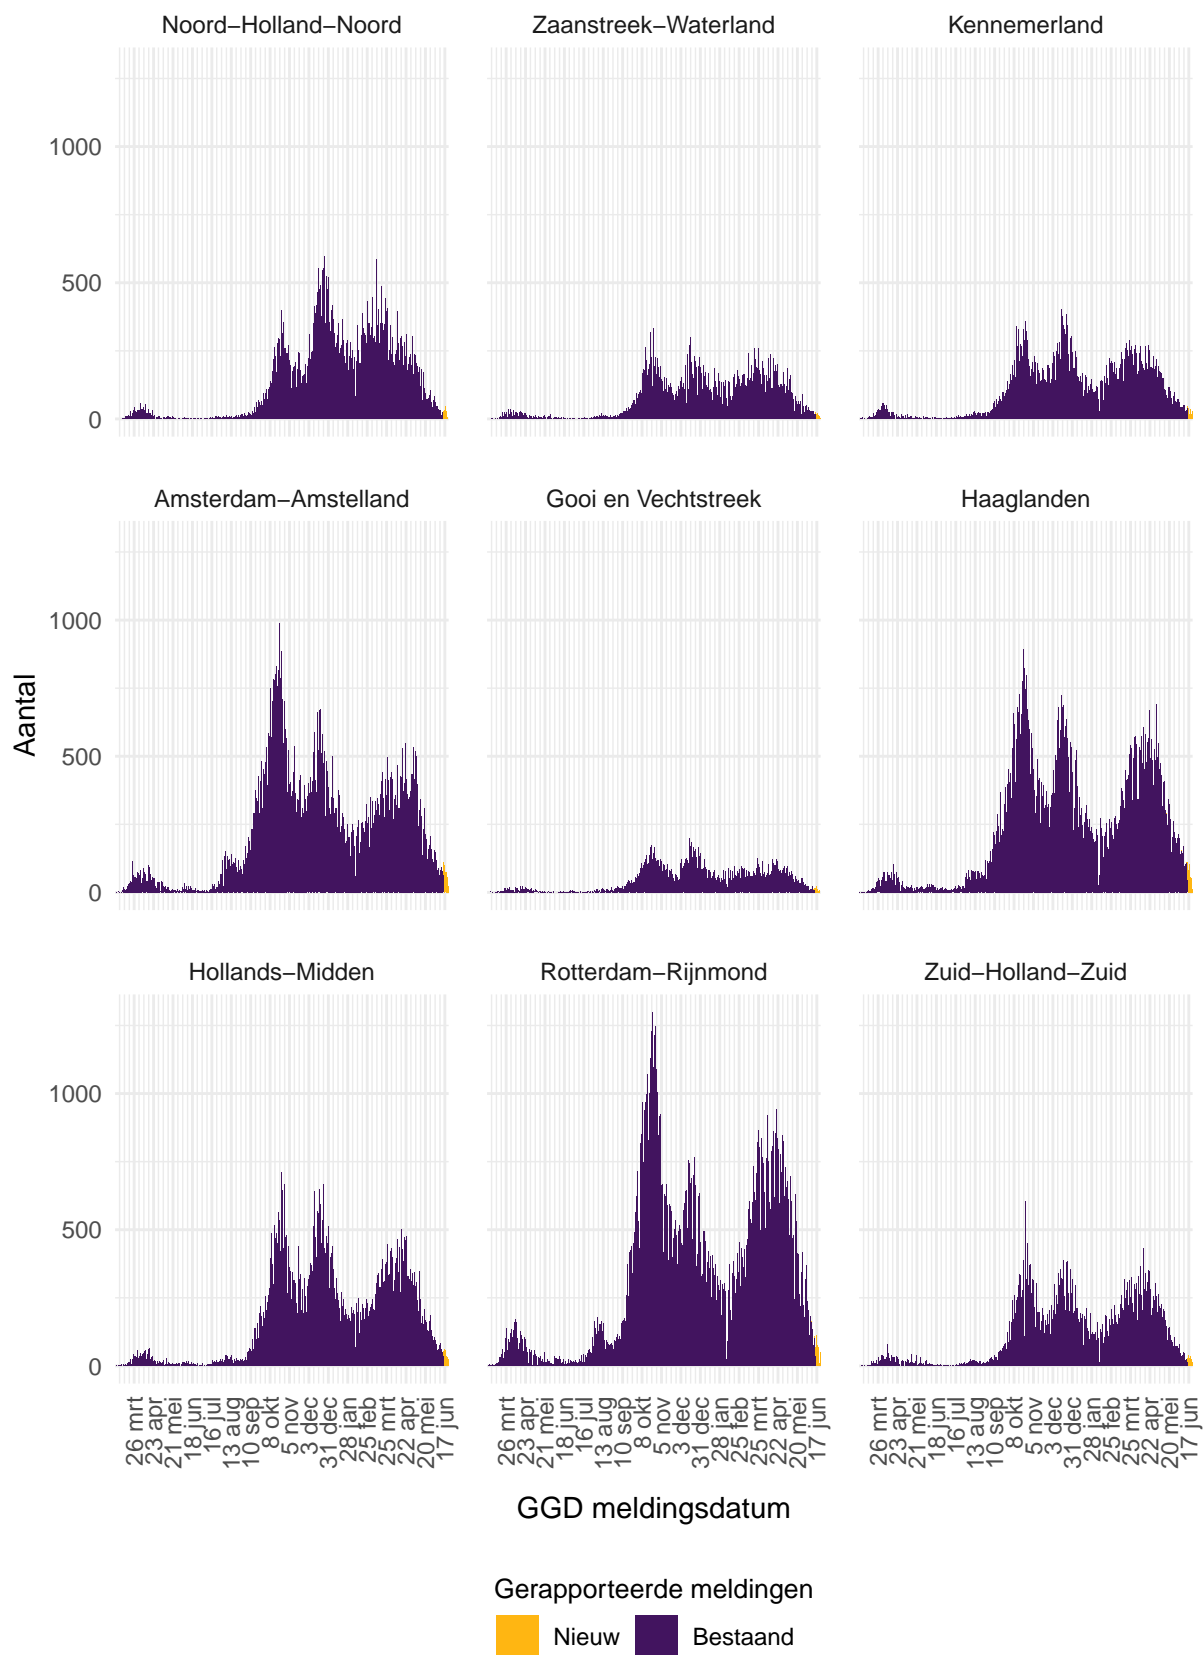 Noord−Holland−Noord
Zaanstreek−Waterland
Kennemerland
1000
500
0
Amsterdam−Amstelland
Gooi en Vechtstreek
Haaglanden
1000
500
0
Aantal
Hollands−Midden
Rotterdam−Rijnmond
Zuid−Holland−Zuid
1000
500
0
26 mrt
23 apr
21 mei
18 jun
16 jul
13 aug
10 sep
8 okt
5 nov
3 dec
31 dec
28 jan
25 feb
25 mrt
22 apr
20 mei
17 jun
26 mrt
23 apr
21 mei
18 jun
16 jul
13 aug
10 sep
8 okt
5 nov
3 dec
31 dec
28 jan
25 feb
25 mrt
22 apr
20 mei
17 jun
26 mrt
23 apr
21 mei
18 jun
16 jul
13 aug
10 sep
8 okt
5 nov
3 dec
31 dec
28 jan
25 feb
25 mrt
22 apr
20 mei
17 jun
GGD meldingsdatum
Gerapporteerde meldingen
Nieuw
Bestaand